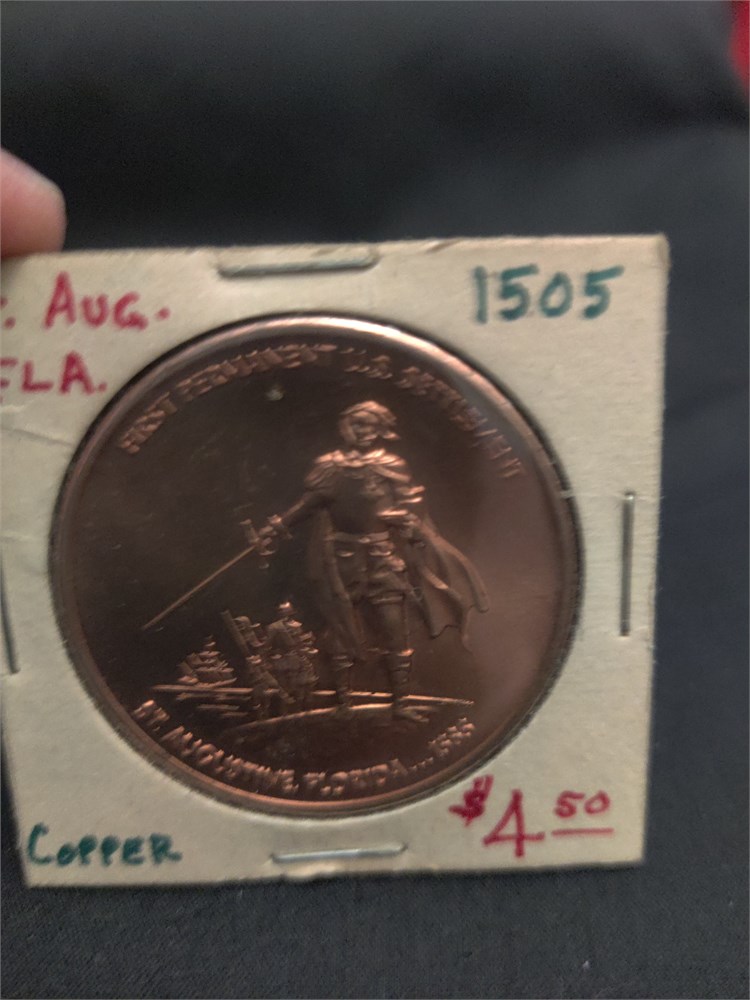 . AUG.
FLA.
1505
FIRST PERMANENT U.S. SETTLEMENT
ST. AUGUSTINE, FLORIDA...1565
COPPER
$4 50